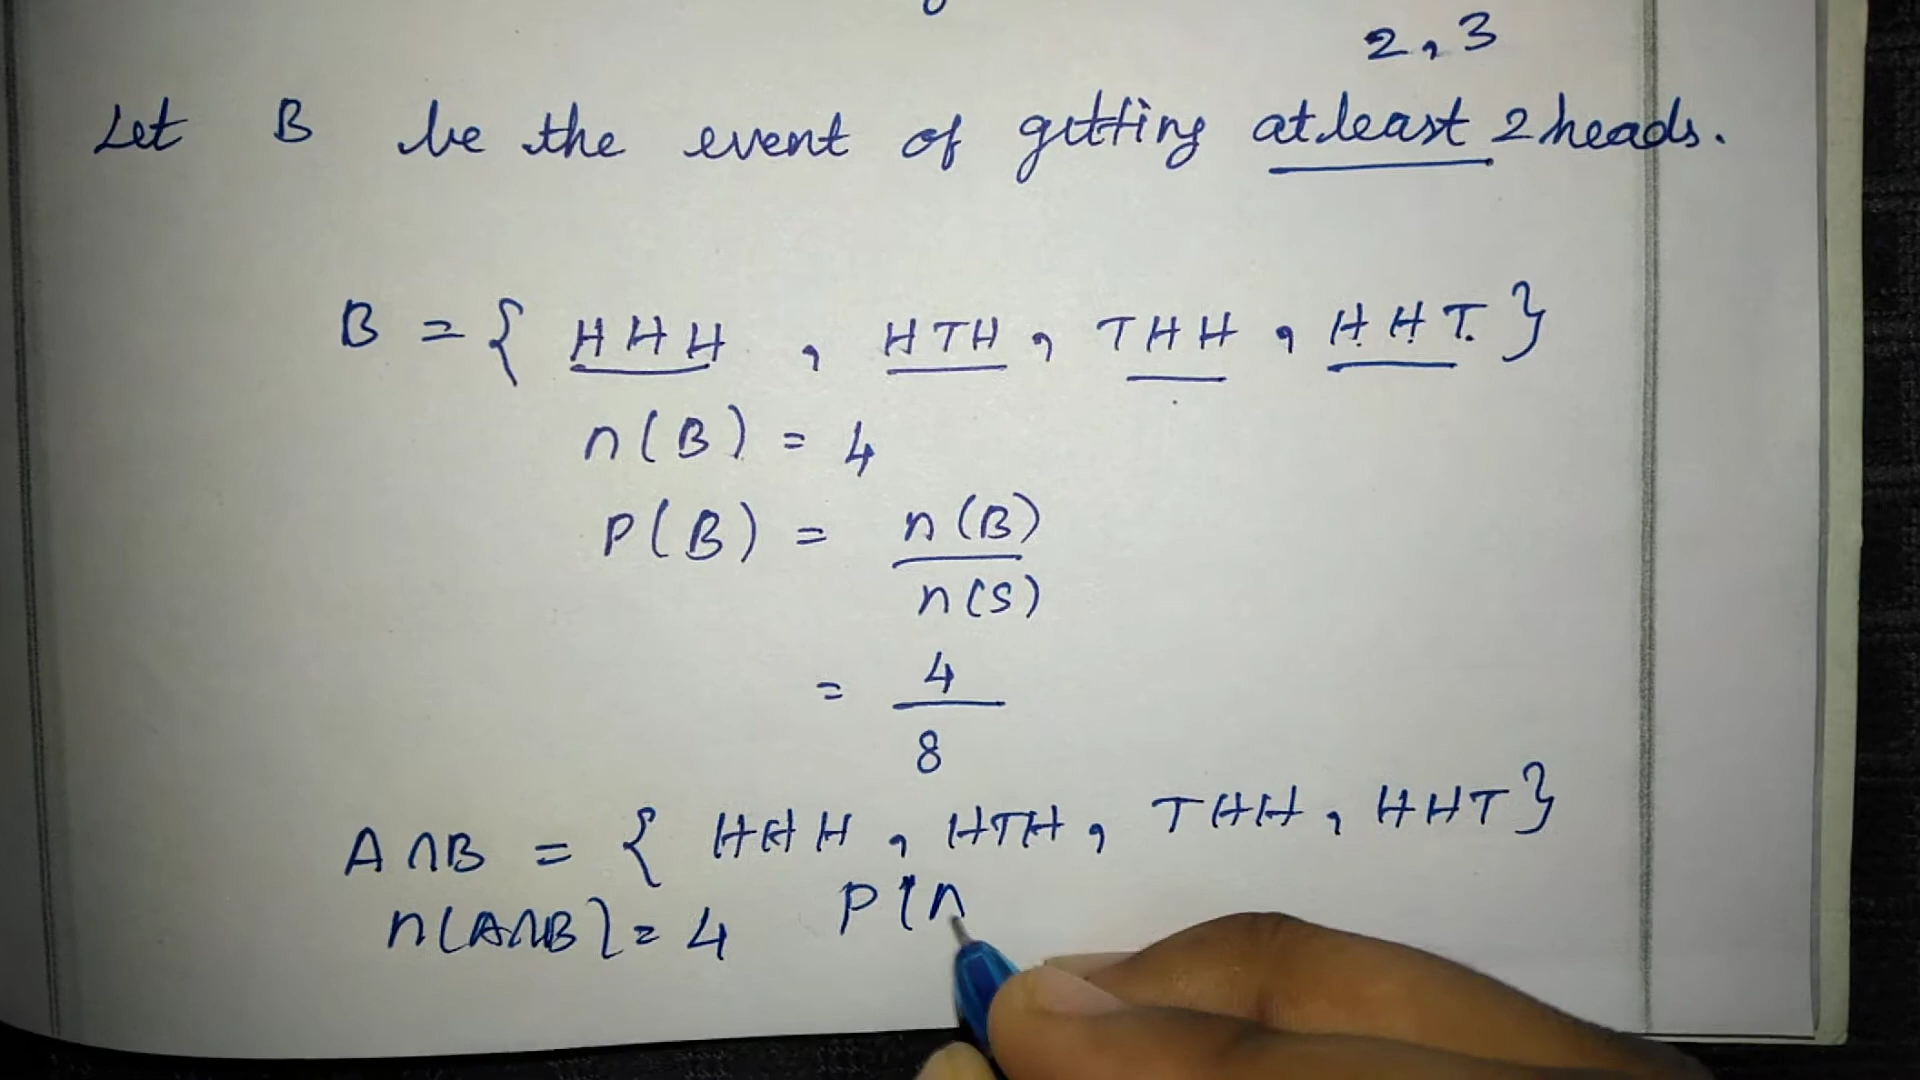 2, 3
Let B be the event of getting atleast 2 heads.
B = { HHH , HTH , THH , HHT. }
n(B) = 4
P(B) = n(B)
n(S)
= 4
8
A∩B = { HHH , HTH , THH , HHT }
n(A∩B) = 4 P(n